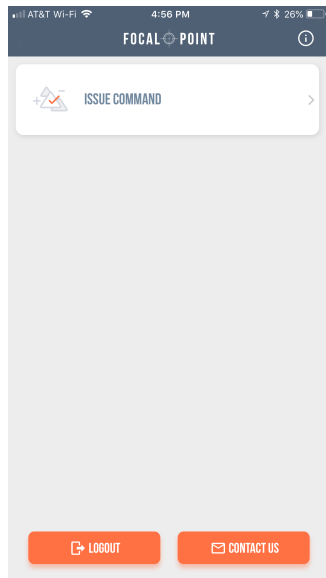 AT&T Wi-Fi 4:56 PM 26%
FOCAL POINT
ISSUE COMMAND
LOGOUT CONTACT US